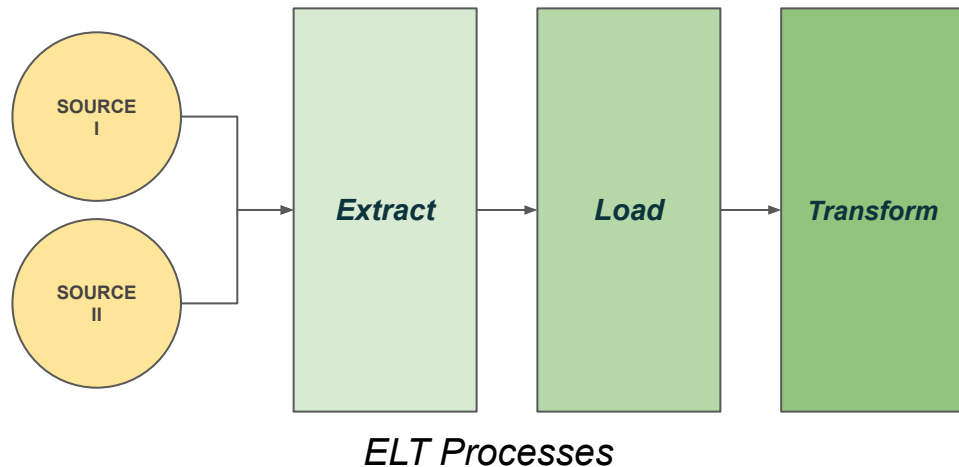 SOURCE
I
SOURCE
II
Extract
Load
Transform
ELT Processes